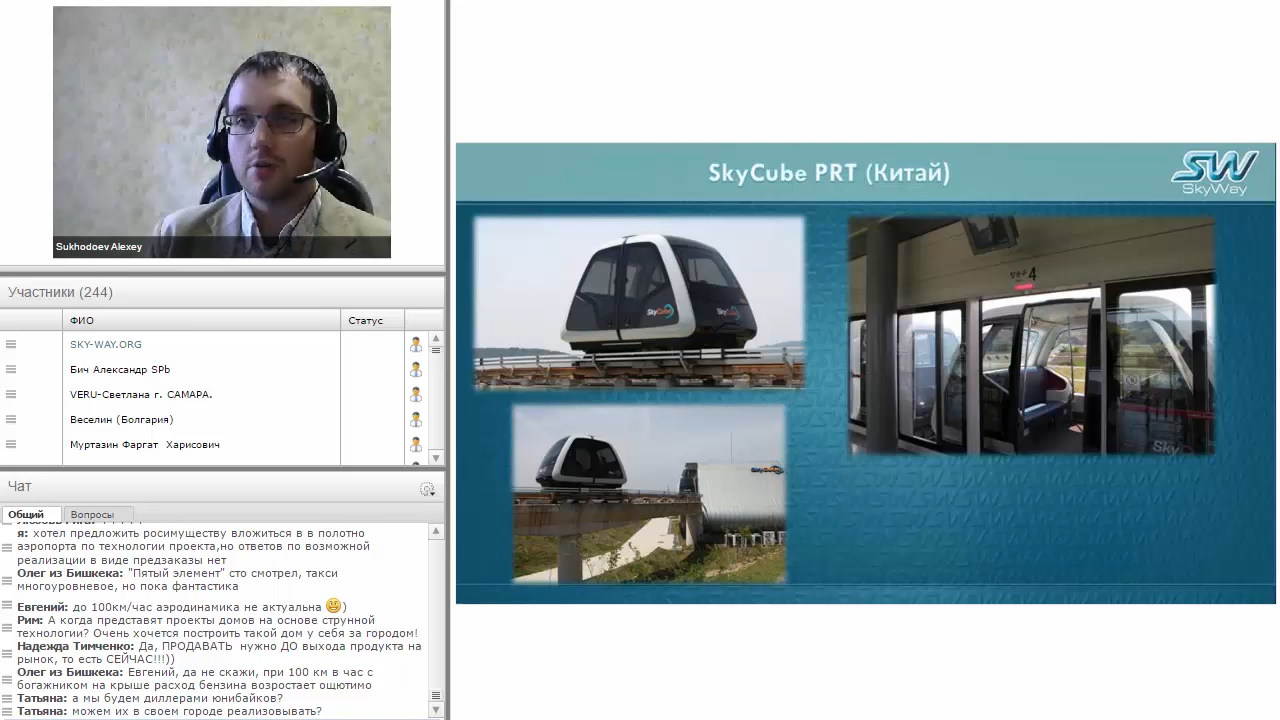 Sukhodoev Alexey
Участники (244)
ФИО
Статус
SKY-WAY.ORG
Бич Александр SPb
VERU-Светлана г. САМАРА.
Веселин (Болгария)
Муртазин Фаргат Харисович
Чат
Общий
Вопросы
я: хотел предложить росимуществу вложиться в в полотно
аэропорта по технологии проекта,но ответов по возможной
реализации в виде предзаказы нет
Олег из Бишкека: "Пятый элемент" сто смотрел, такси
многоуровневое, но пока фантастика
Евгений: до 100км/час аэродинамика не актуальна )
Рим: А когда представят проекты домов на основе струнной
технологии? Очень хочется построить такой дом у себя за городом!
Надежда Тимченко: Да, ПРОДАВАТЬ нужно ДО выхода продукта на
рынок, то есть СЕЙЧАС!!!))
Олег из Бишкека: Евгений, да не скажи, при 100 км в час с
богажником на крыше расход бензина возростает ощютимо
Татьяна: а мы будем диллерами юнибайков?
Татьяна: можем их в своем городе реализовывать?
SkyCube PRT (Китай)
SW
SkyWay
SkyCube
SkyCube
4
SkyCube
Sky